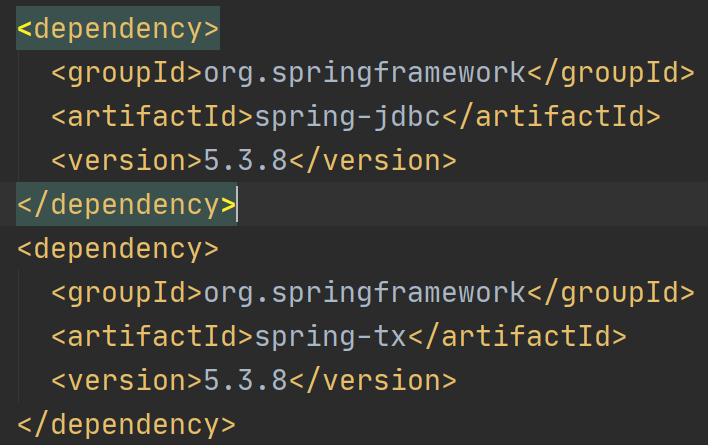 <dependency>
<groupId>org.springframework</groupId>
<artifactId>spring-jdbc</artifactId>
<version>5.3.8</version>
</dependency>
<dependency>
<groupId>org.springframework</groupId>
<artifactId>spring-tx</artifactId>
<version>5.3.8</version>
</dependency>